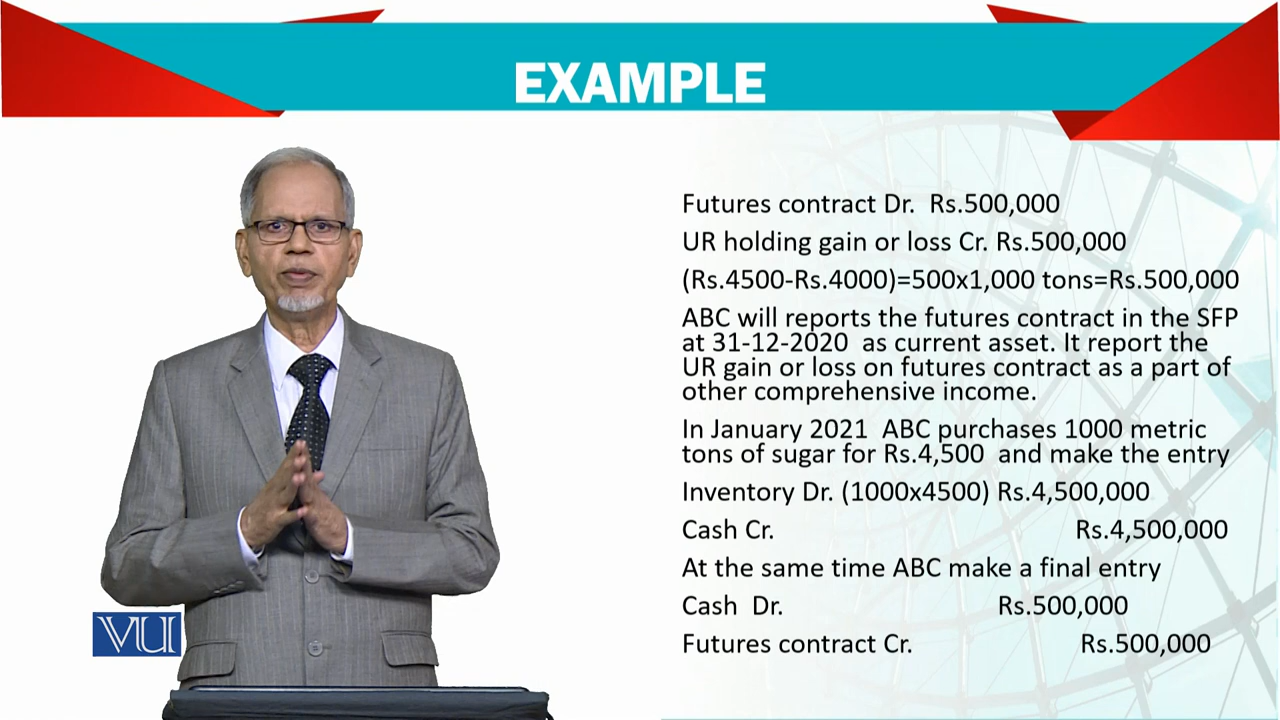 EXAMPLE
Futures contract Dr. Rs.500,000
UR holding gain or loss Cr. Rs.500,000
(Rs.4500-Rs.4000)=500x1,000 tons=Rs.500,000
ABC will reports the futures contract in the SFP
at 31-12-2020 as current asset. It report the
UR gain or loss on futures contract as a part of
other comprehensive income.
In January 2021 ABC purchases 1000 metric
tons of sugar for Rs.4,500 and make the entry
Inventory Dr. (1000x4500) Rs.4,500,000
Cash Cr. Rs.4,500,000
At the same time ABC make a final entry
Cash Dr. Rs.500,000
Futures contract Cr. Rs.500,000
VU